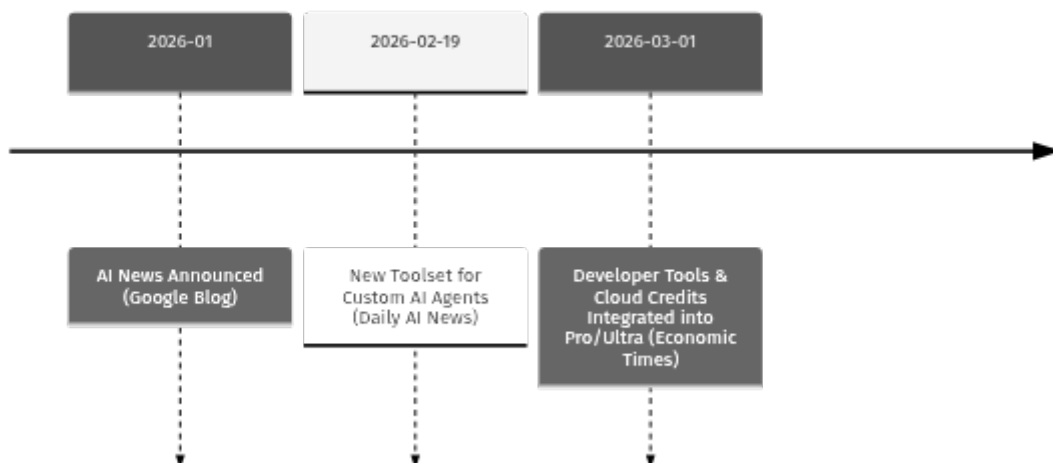 2026-01
2026-02-19
2026-03-01
AI News Announced
(Google Blog)
New Toolset for
Custom AI Agents
(Daily AI News)
Developer Tools &
Cloud Credits
Integrated into
Pro/Ultra (Economic
Times)